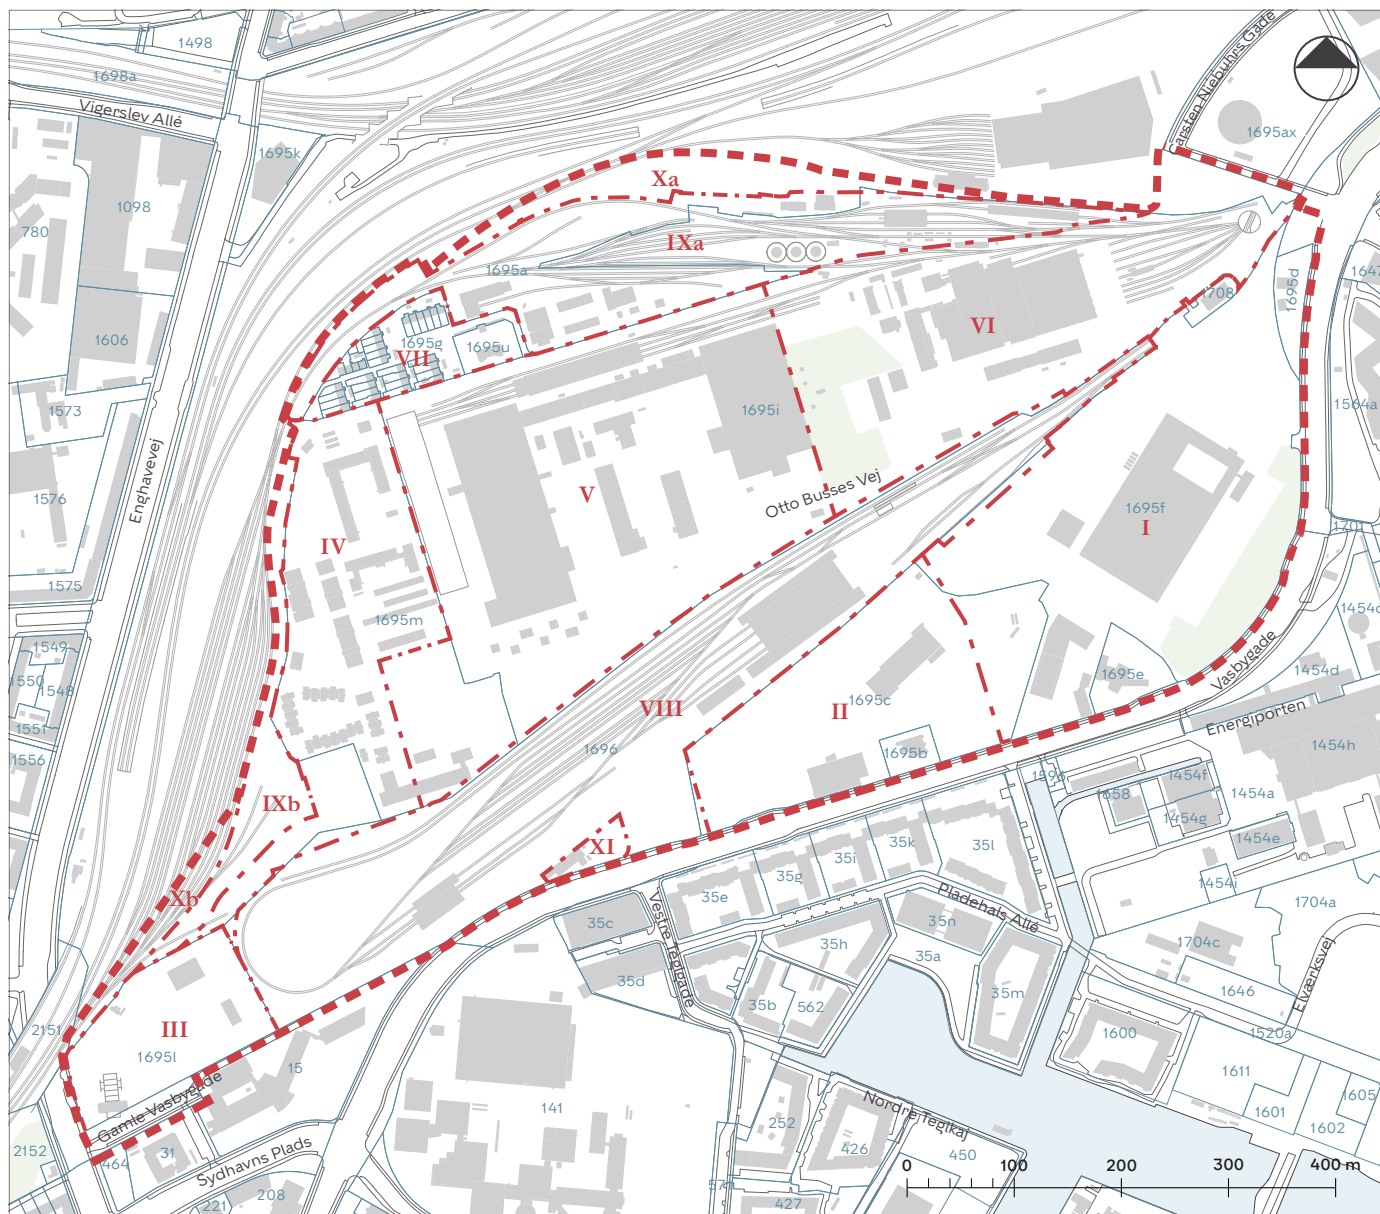 1498
1698a
Vigerslev Allé
1695k
Carsten Niebuhrs Gade
1695ax
1098
780
Xa
IXa
1695a
1695d
1647
1708
1606
1695g
VII
1695u
VI
1573
1695i
1564a
Enghavevej
1576
V
Otto Busses Vej
1695f
I
1701
IV
1575
1695m
1454c
1549
1550
1548
1551
1556
Vasbygade
1695e
1454d
VIII
II
1695c
1696
Energiporten
1454h
1695b
1596
1658
1454f
1454a
1454g
1454e
IXb
XI
35k
35l
35i
35g
35e
1454i
Xb
Vestre Teglgade
Pladehals Allé
35c
35n
1704a
35h
35a
1704c
35d
35m
1646
Elværksvej
35b
562
2151
III
1695l
1600
1520a
15
1611
Gamle Vasbygade
141
1605
1601
1602
252
Nordre Teglkaj
426
450
2152
464
31
Sydhavns Plads
208
221
571
427
0 100 200 300 400 m